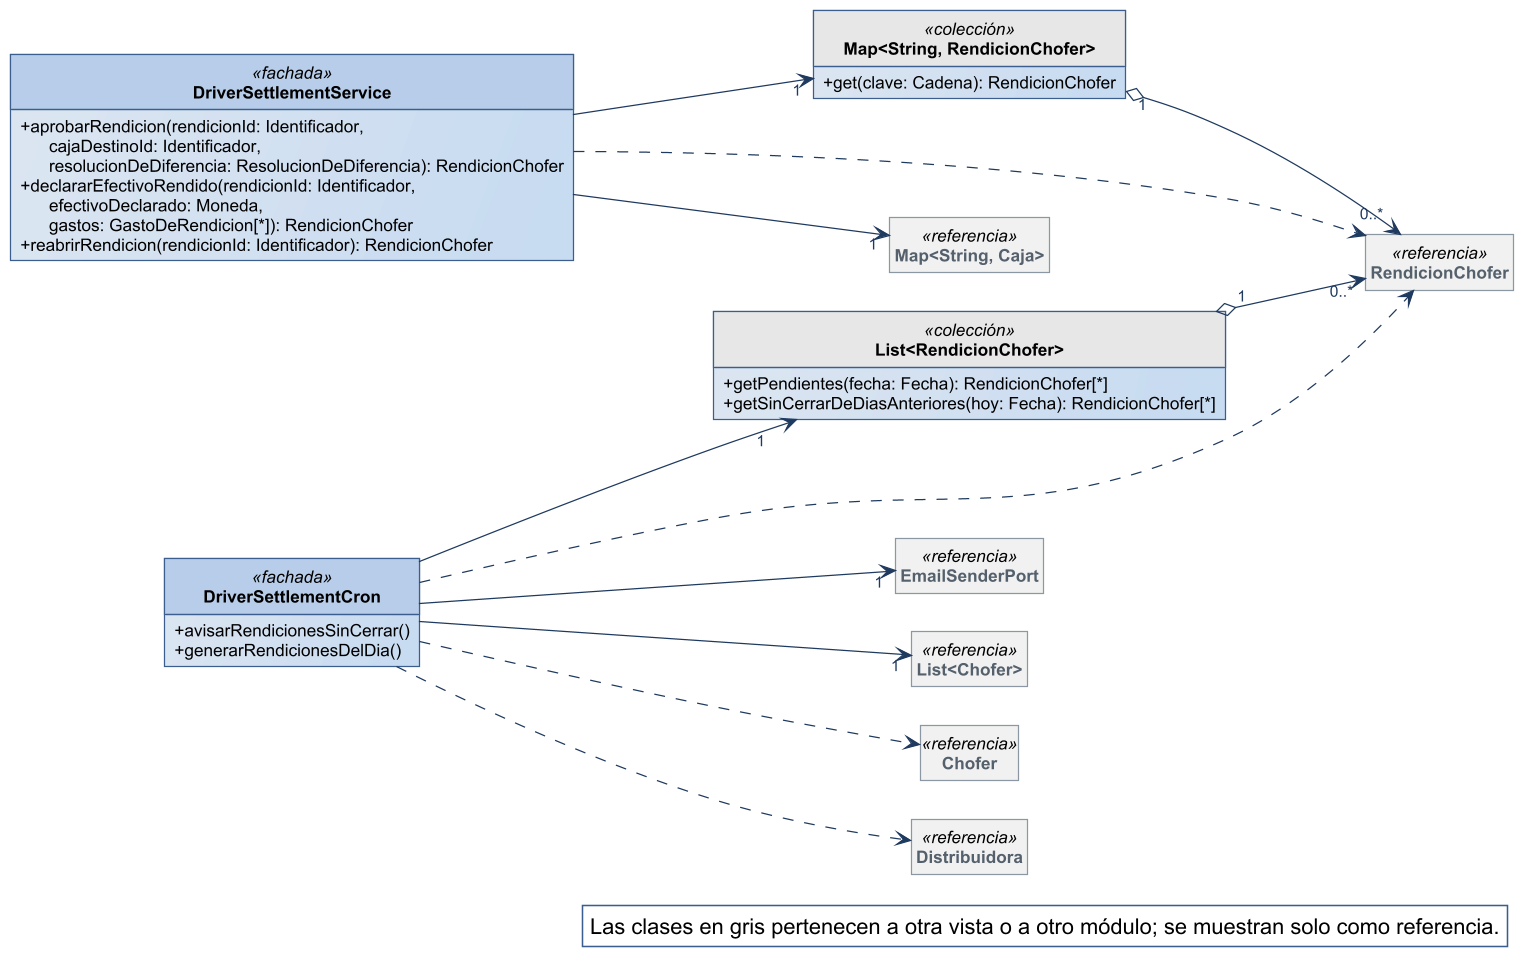 «fachada»
DriverSettlementService
+aprobarRendicion(rendicionId: Identificador,
cajaDestinoId: Identificador,
resolucionDeDiferencia: ResolucionDeDiferencia): RendicionChofer
+declararEfectivoRendido(rendicionId: Identificador,
efectivoDeclarado: Moneda,
gastos: GastoDeRendicion[*]): RendicionChofer
+reabrirRendicion(rendicionId: Identificador): RendicionChofer
«colección»
Map<String, RendicionChofer>
+get(clave: Cadena): RendicionChofer
1
1
0..*
«referencia»
Map<String, Caja>
1
«referencia»
RendicionChofer
«colección»
List<RendicionChofer>
+getPendientes(fecha: Fecha): RendicionChofer[*]
+getSinCerrarDeDiasAnteriores(hoy: Fecha): RendicionChofer[*]
1
0..*
1
«fachada»
DriverSettlementCron
+avisarRendicionesSinCerrar()
+generarRendicionesDelDia()
«referencia»
EmailSenderPort
1
«referencia»
List<Chofer>
1
«referencia»
Chofer
«referencia»
Distribuidora
Las clases en gris pertenecen a otra vista o a otro módulo; se muestran solo como referencia.